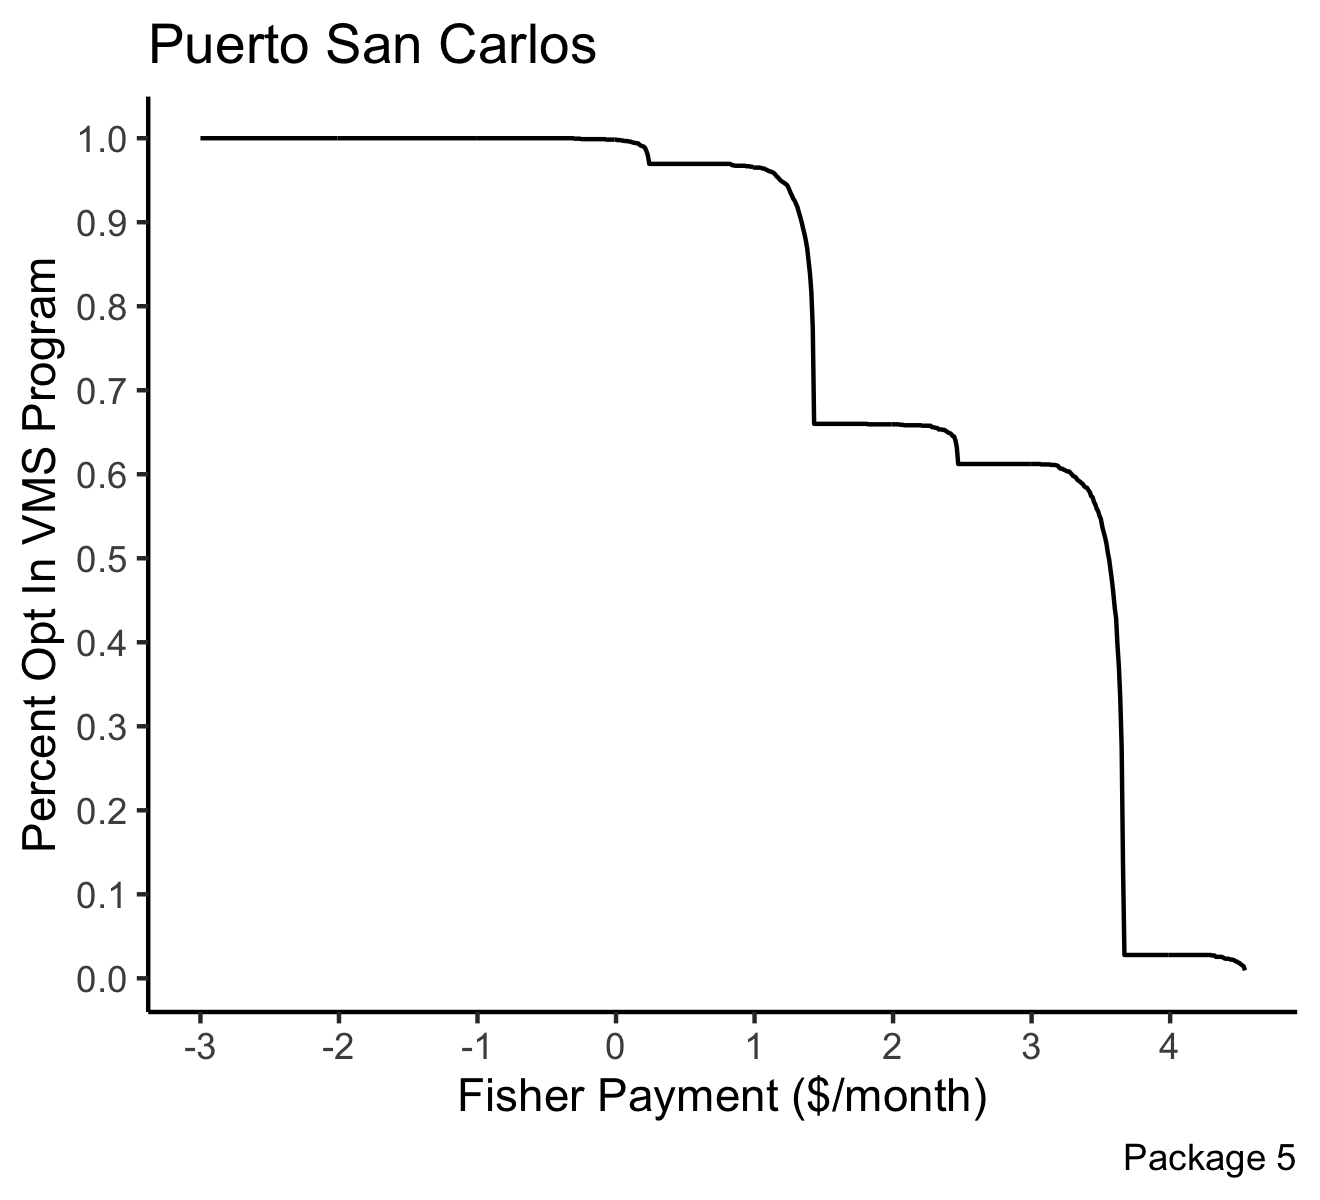 Puerto San Carlos
Percent Opt In VMS Program
1.0
0.9
0.8
0.7
0.6
0.5
0.4
0.3
0.2
0.1
0.0
-3 -2 -1 0 1 2 3 4
Fisher Payment ($/month)
Package 5